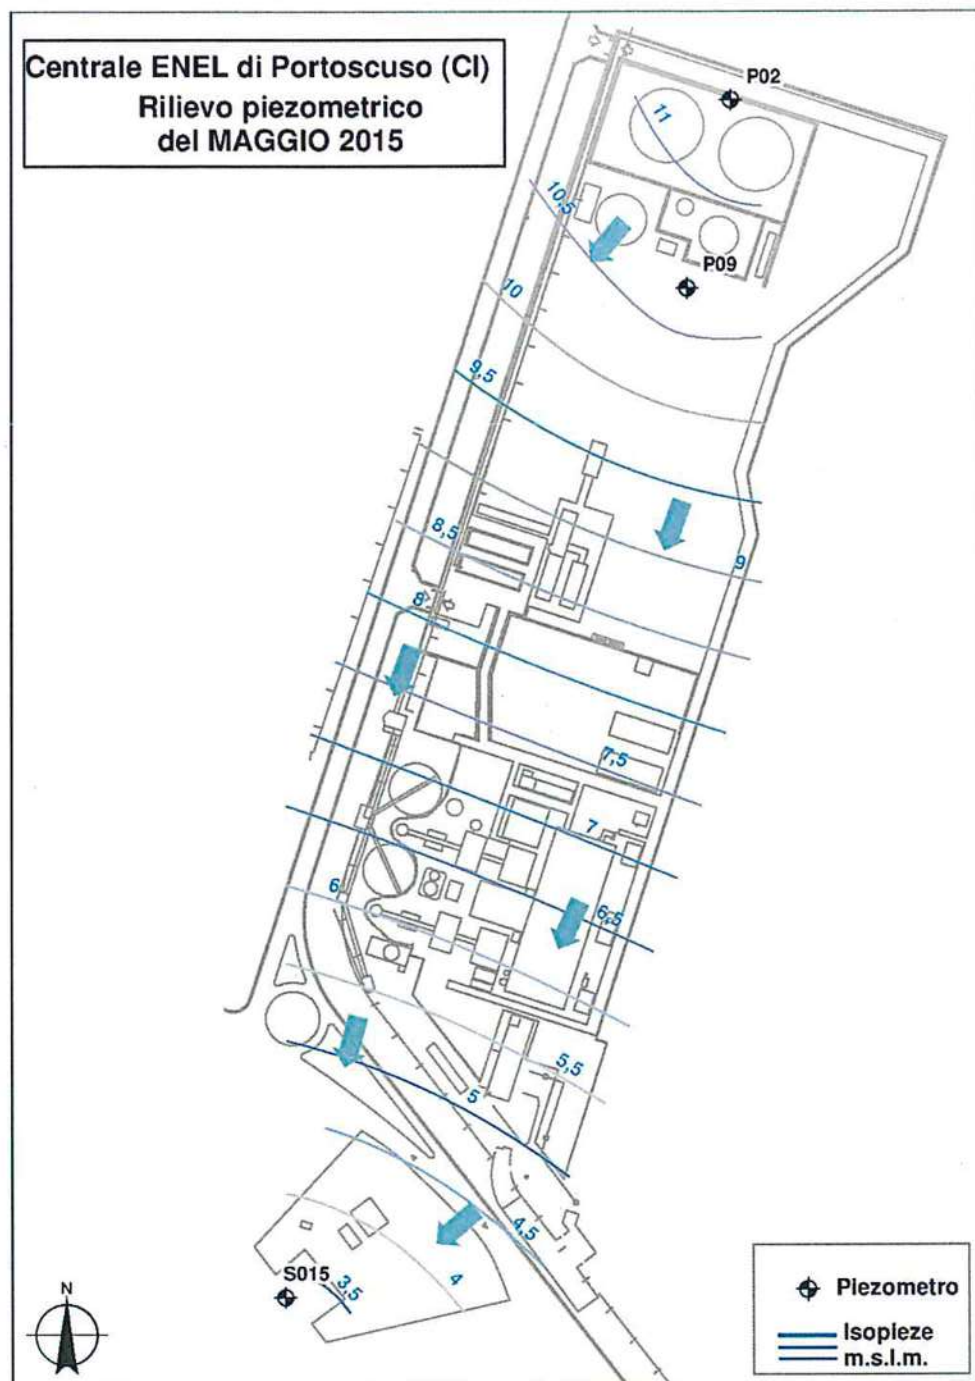 Centrale ENEL di Portoscuso (CI)
Rilievo piezometrico
del MAGGIO 2015
P02
11
10,5
P09
10
9,5
8,5
9
8
7,5
7
6
6,5
5,5
5
4,5
4
S015
3,5
N
Piezometro
Isopieze
m.s.l.m.